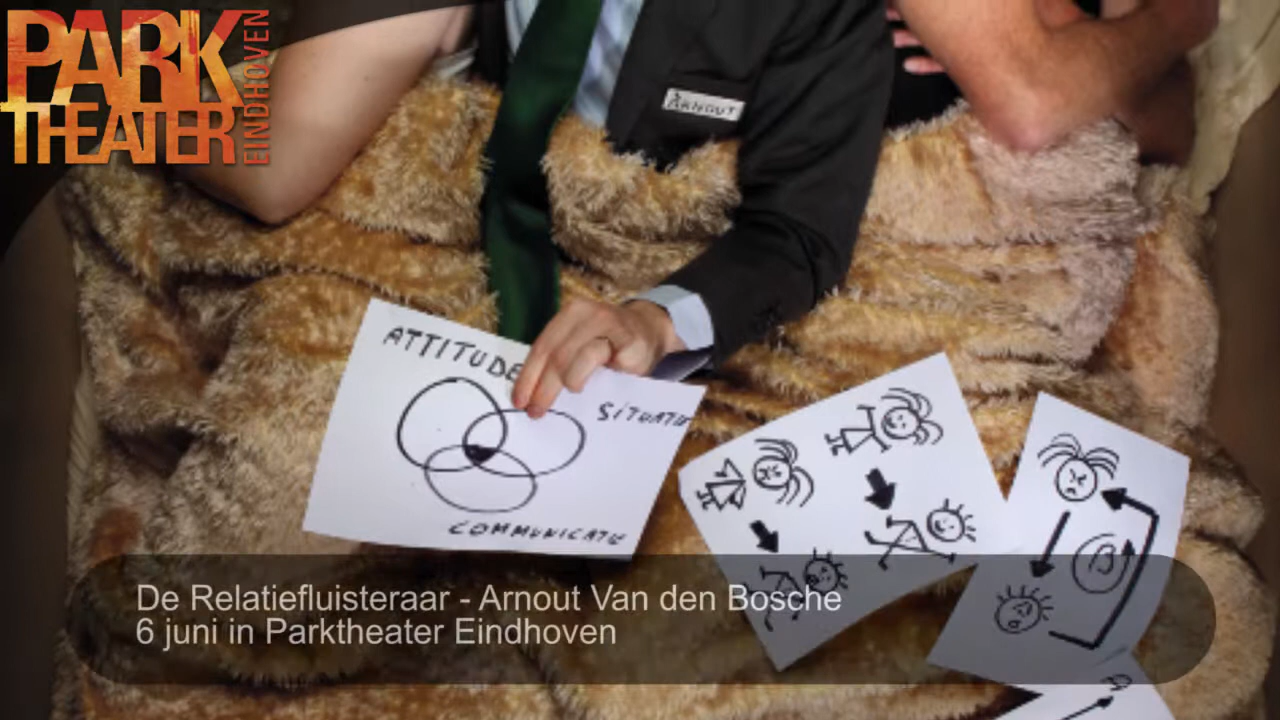 PARK
THEATER
EINDHOVEN
ARNOUT
ATTITUDE
SITUATIE
COMMUNICATIE
De Relatiefluisteraar - Arnout Van den Bosche
6 juni in Parktheater Eindhoven